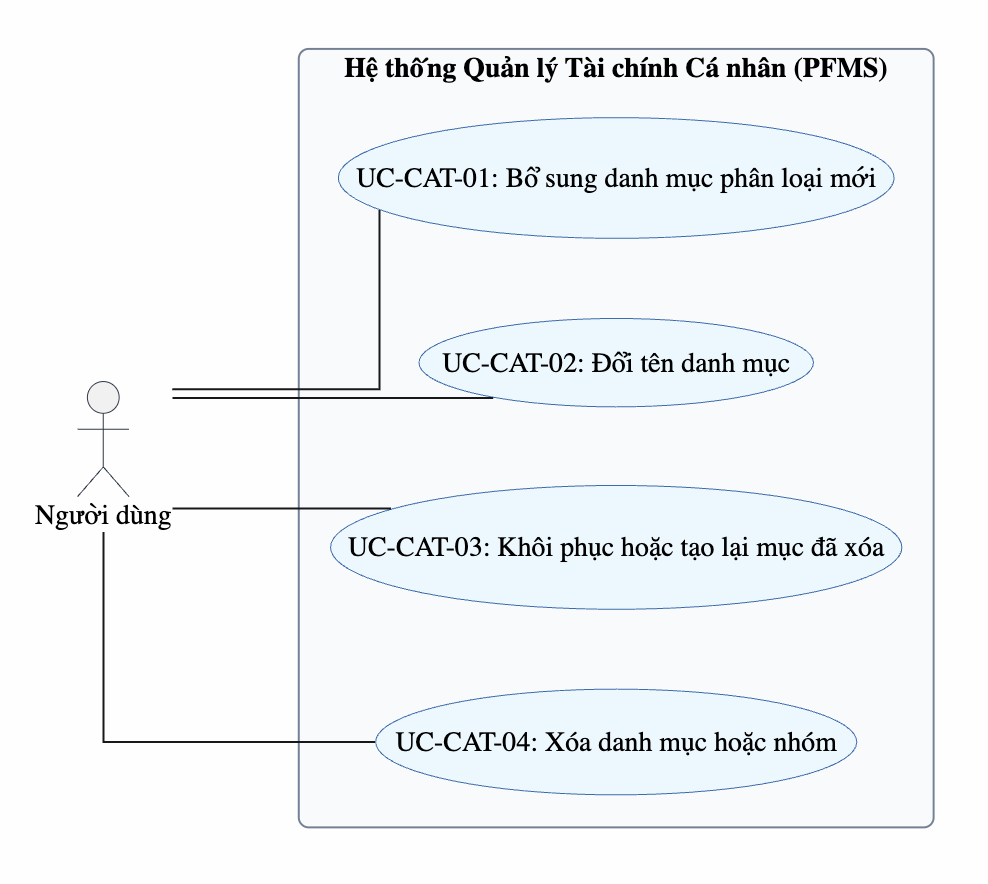 Hệ thống Quản lý Tài chính Cá nhân (PFMS)
UC-CAT-01: Bổ sung danh mục phân loại mới
UC-CAT-02: Đổi tên danh mục
Người dùng
UC-CAT-03: Khôi phục hoặc tạo lại mục đã xóa
UC-CAT-04: Xóa danh mục hoặc nhóm